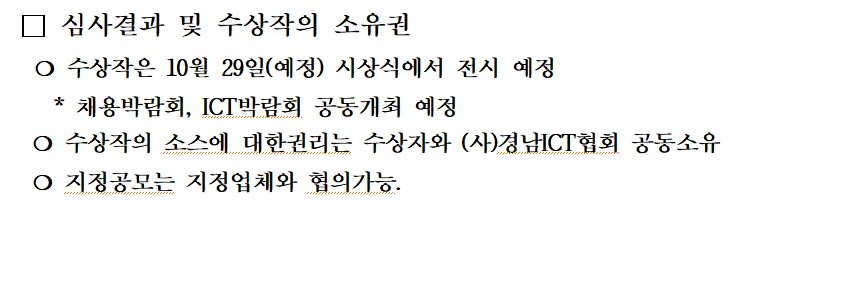 □ 심사결과 및 수상작의 소유권
❍ 수상작은 10월 29일(예정) 시상식에서 전시 예정
* 채용박람회, ICT박람회 공동개최 예정
❍ 수상작의 소스에 대한권리는 수상자와 (사)경남ICT협회 공동소유
❍ 지정공모는 지정업체와 협의가능.